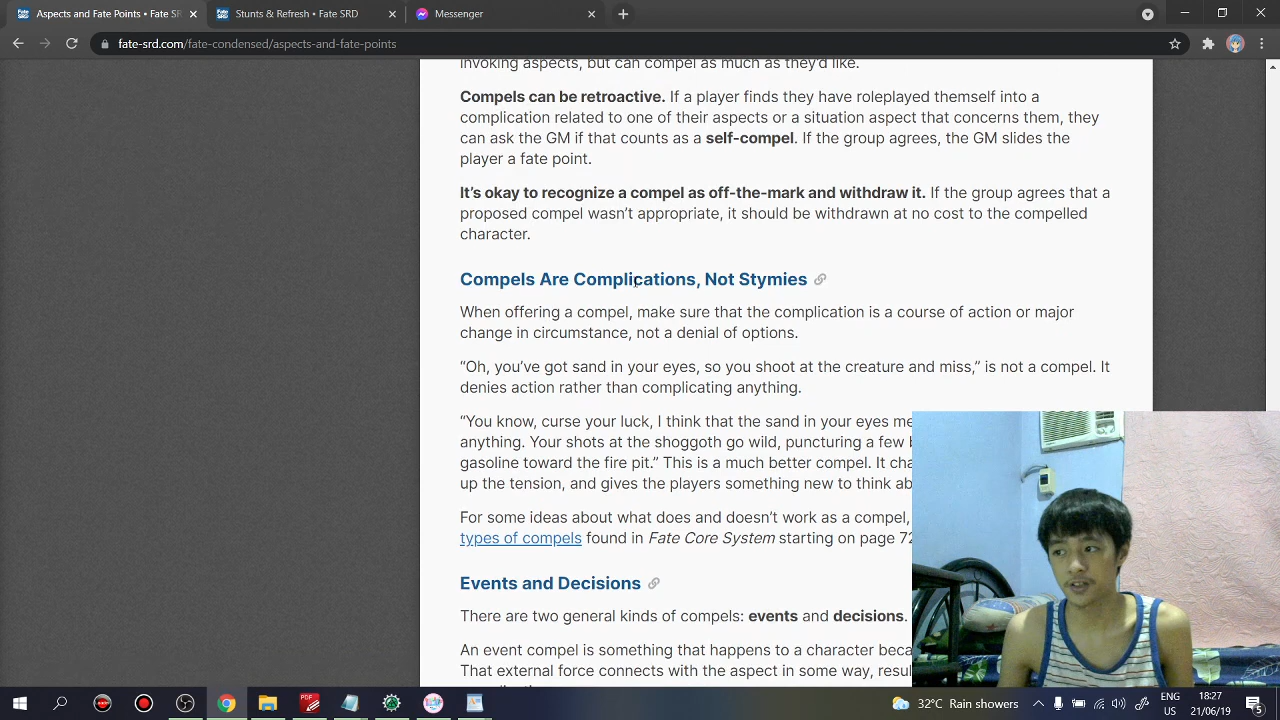 Aspects and Fate Points • Fate SR
Stunts & Refresh • Fate SRD
Messenger
fate-srd.com/fate-condensed/aspects-and-fate-points
invoking aspects, but can compel as much as they'd like.
Compels can be retroactive. If a player finds they have roleplayed themself into a
complication related to one of their aspects or a situation aspect that concerns them, they
can ask the GM if that counts as a self-compel. If the group agrees, the GM slides the
player a fate point.
It's okay to recognize a compel as off-the-mark and withdraw it. If the group agrees that a
proposed compel wasn't appropriate, it should be withdrawn at no cost to the compelled
character.
Compels Are Complications, Not Stymies
When offering a compel, make sure that the complication is a course of action or major
change in circumstance, not a denial of options.
“Oh, you've got sand in your eyes, so you shoot at the creature and miss,” is not a compel. It
denies action rather than complicating anything.
“You know, curse your luck, I think that the sand in your eyes me
anything. Your shots at the shoggoth go wild, puncturing a few b
gasoline toward the fire pit.” This is a much better compel. It cha
up the tension, and gives the players something new to think ab
For some ideas about what does and doesn't work as a compel,
types of compels found in Fate Core System starting on page 72
Events and Decisions
There are two general kinds of compels: events and decisions.
An event compel is something that happens to a character beca
That external force connects with the aspect in some way, resul
PDF
32°C Rain showers
ENG
US
18:27
21/06/19
5